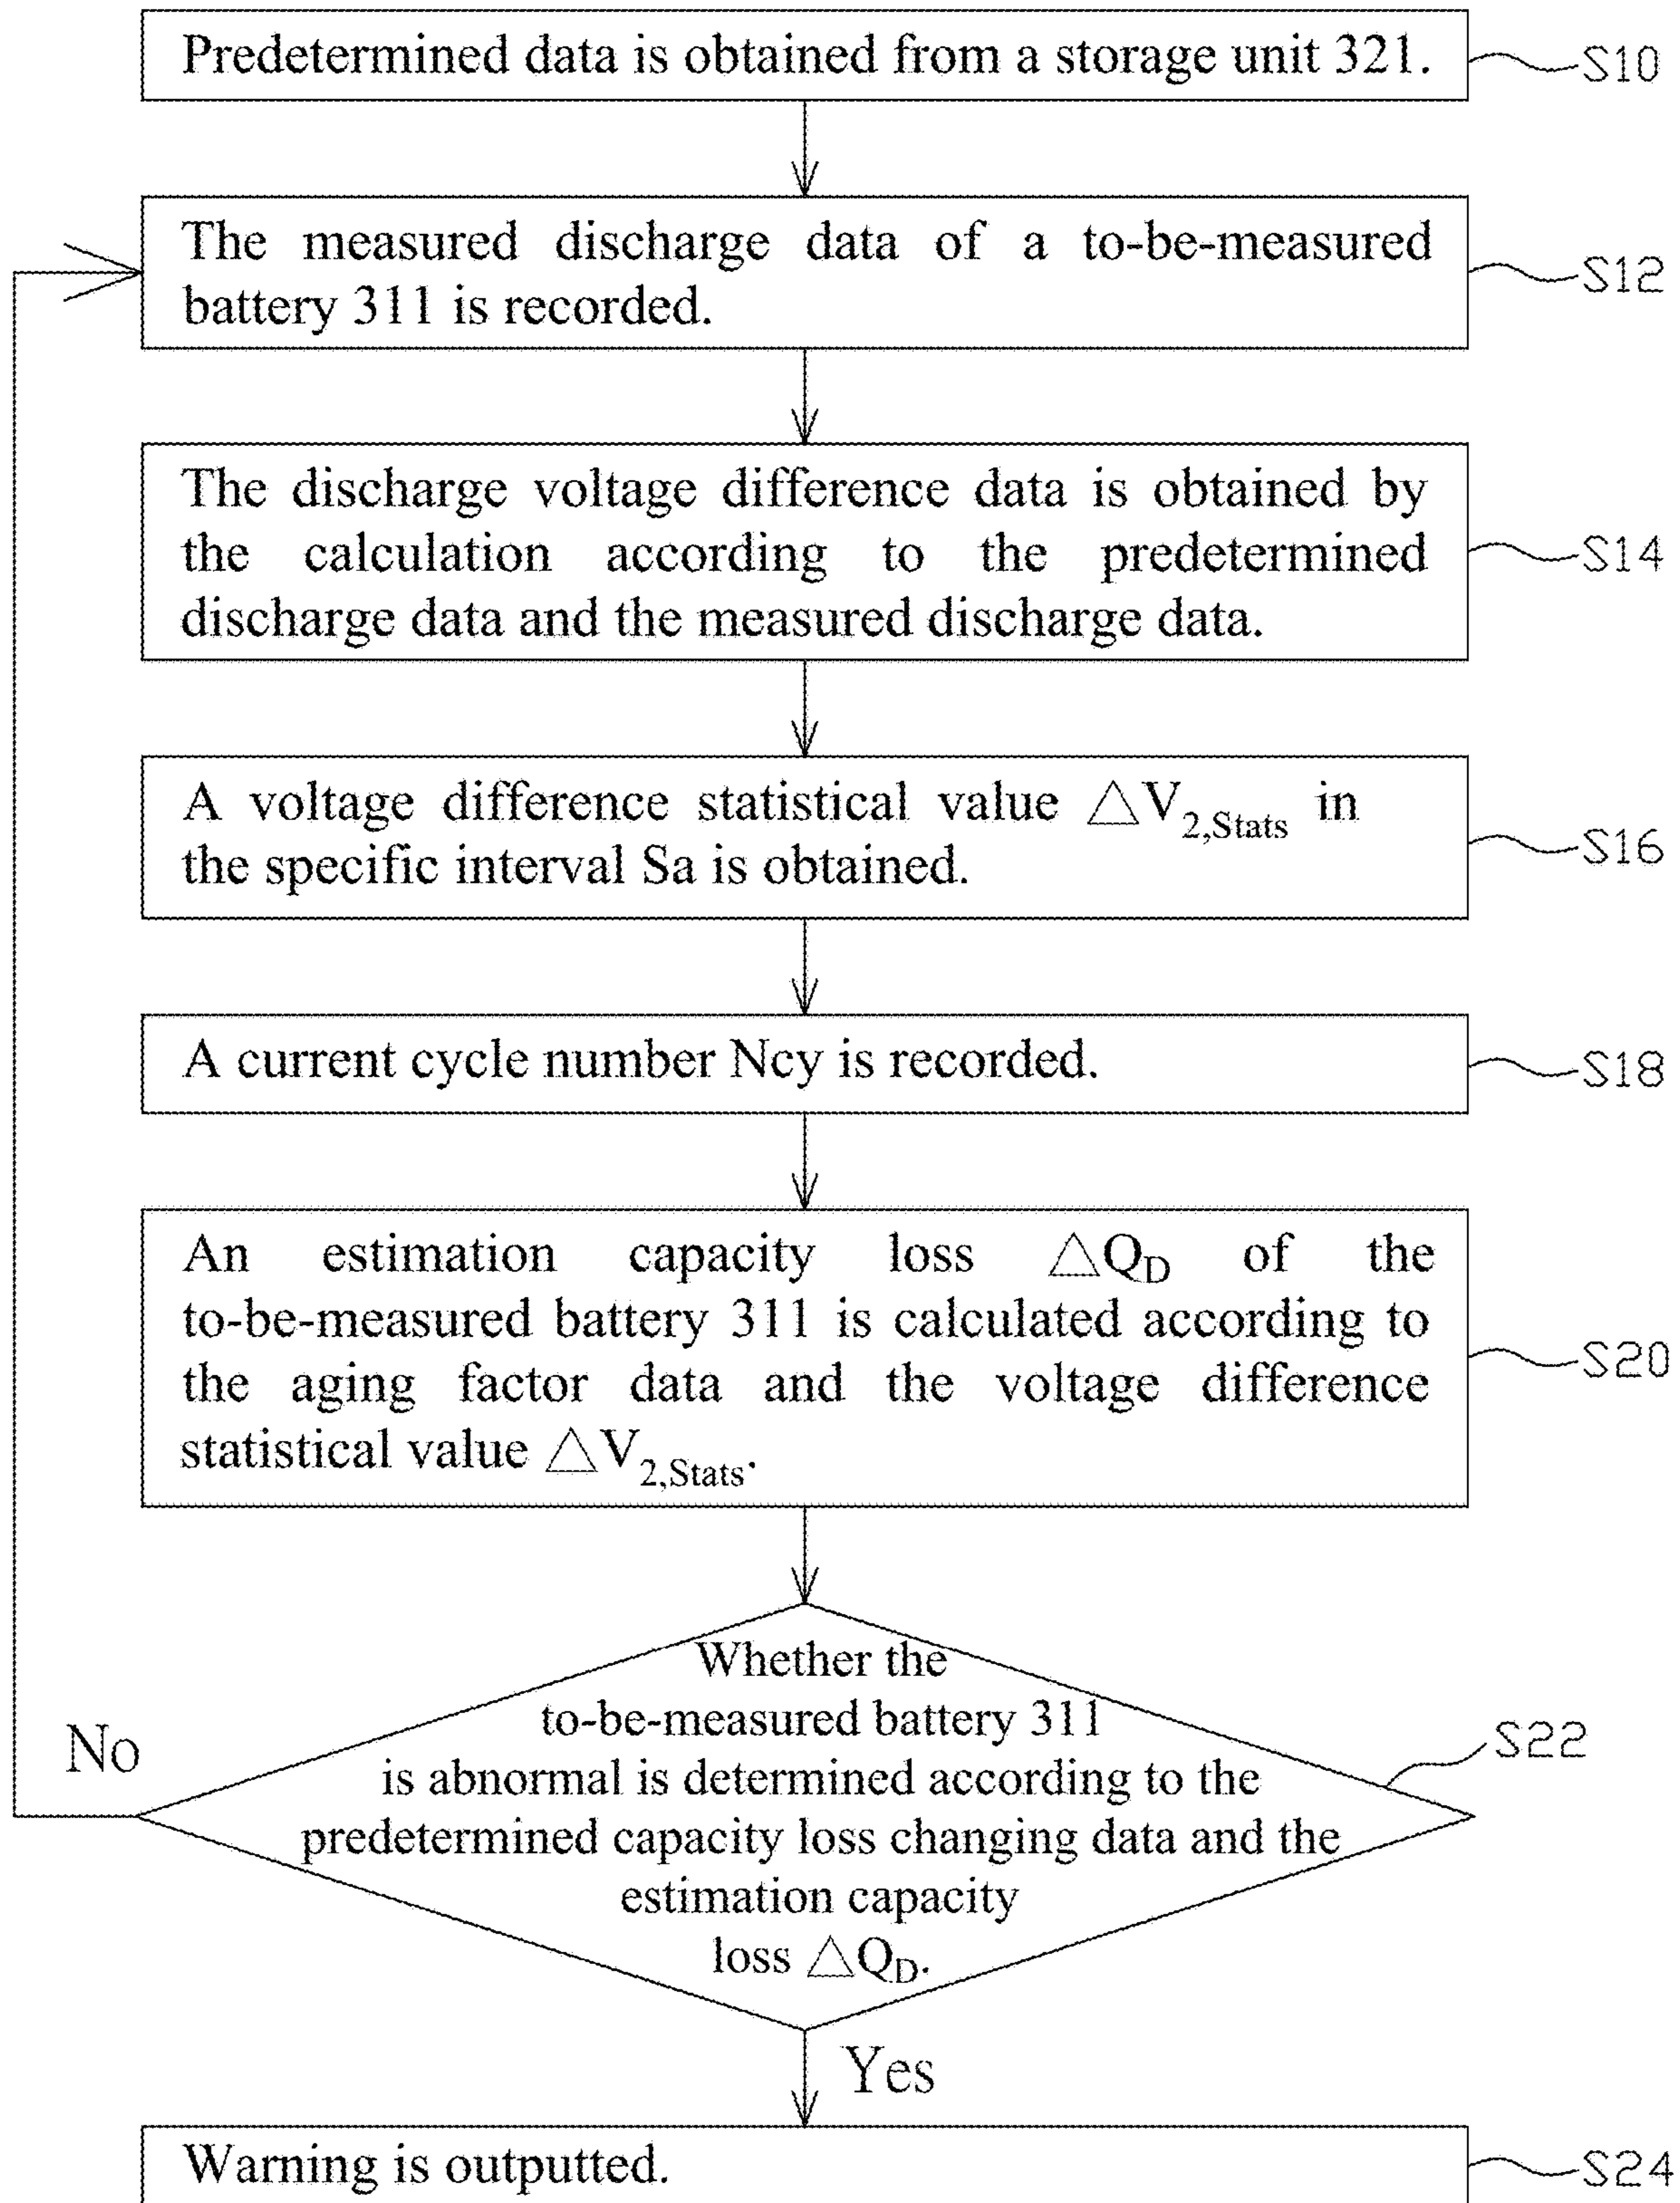 Predetermined data is obtained from a storage unit 321.
S10
The measured discharge data of a to-be-measured
battery 311 is recorded.
S12
The discharge voltage difference data is obtained by
the calculation according to the predetermined
discharge data and the measured discharge data.
S14
A voltage difference statistical value △V2,Stats in
the specific interval Sa is obtained.
S16
A current cycle number Ncy is recorded.
S18
An estimation capacity loss △QD of the
to-be-measured battery 311 is calculated according to
the aging factor data and the voltage difference
statistical value △V2,Stats.
S20
Whether the
to-be-measured battery 311
is abnormal is determined according to the
predetermined capacity loss changing data and the
estimation capacity
loss △QD.
S22
No
Yes
Warning is outputted.
S24